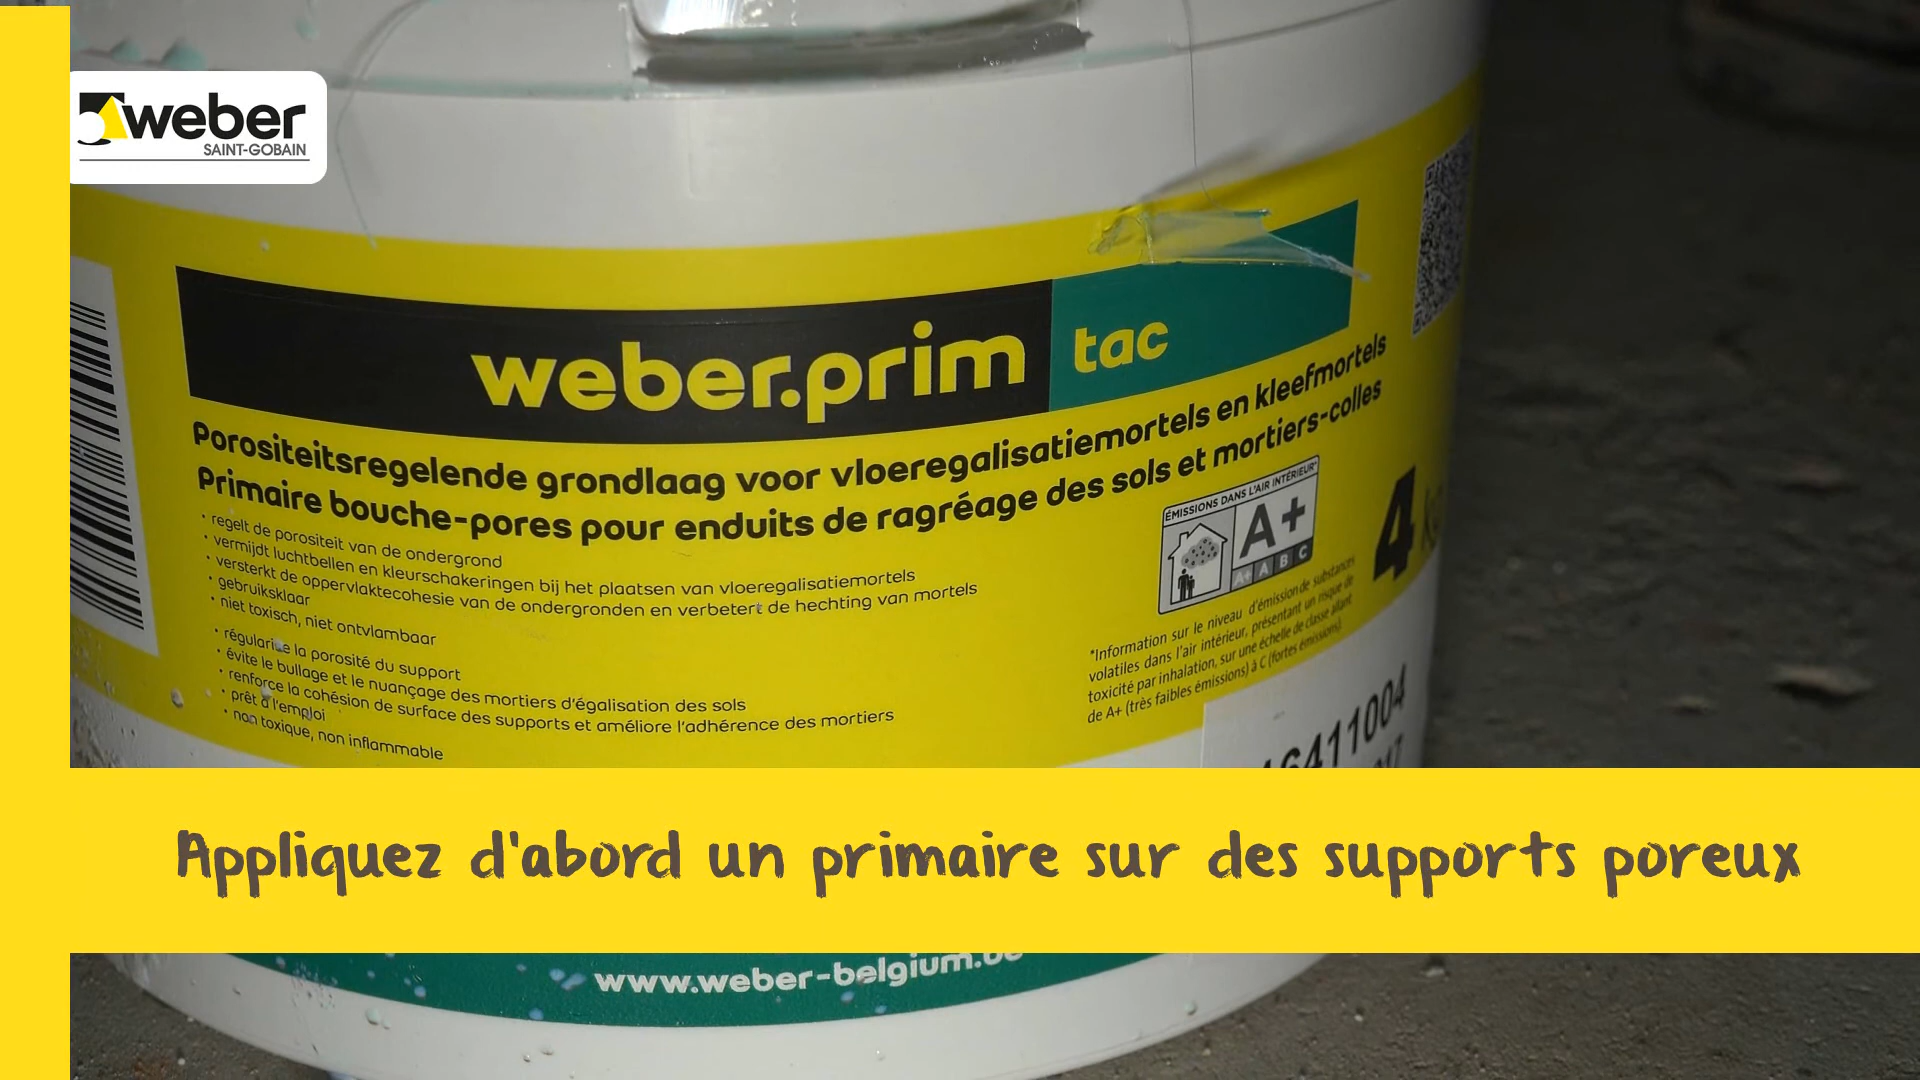 weber
SAINT-GOBAIN
weber.prim tac
Porositeitsregelende grondlaag voor vloeregalisatiemortels en kleefmortels
Primaire bouche-pores pour enduits de ragréage des sols et mortiers-colles
• regelt de porositeit van de ondergrond
• vermijdt luchtbellen en kleurschakeringen bij het plaatsen van vloeregalisatiemortels
• versterkt de oppervlaktecohesie van de ondergronden en verbetert de hechting van mortels
• gebruiksklaar
• niet toxisch, niet ontvlambaar
• régularise la porosité du support
• évite le bullage et le nuançage des mortiers d'égalisation des sols
• renforce la cohésion de surface des supports et améliore l'adhérence des mortiers
• prêt à l'emploi
• non toxique, non inflammable
ÉMISSIONS DANS L'AIR INTÉRIEUR*
A+
A+ A B C
4 kg
*Information sur le niveau d'émission de substances
volatiles dans l'air intérieur, présentant un risque de
toxicité par inhalation, sur une échelle de classe allant
de A+ (très faibles émissions) à C (fortes émissions).
16411004
Appliquez d'abord un primaire sur des supports poreux
www.weber-belgium.be